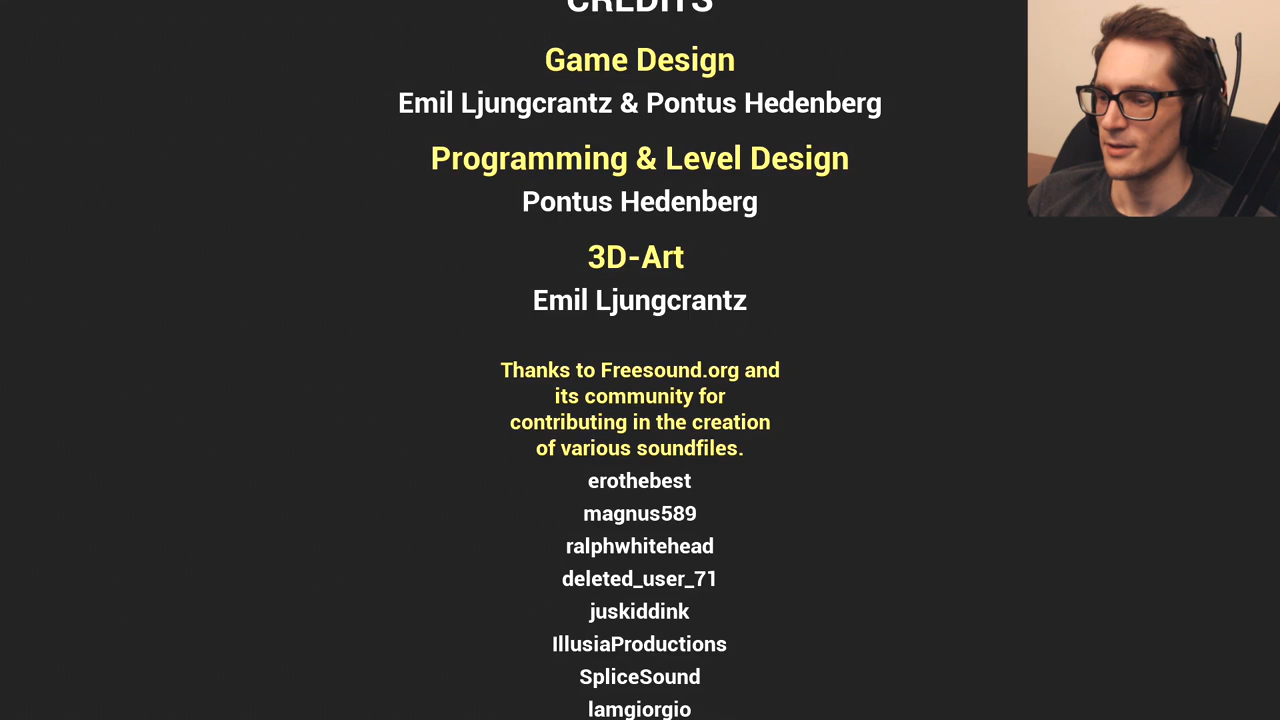 CREDITS
Game Design
Emil Ljungcrantz & Pontus Hedenberg
Programming & Level Design
Pontus Hedenberg
3D-Art
Emil Ljungcrantz
Thanks to Freesound.org and
its community for
contributing in the creation
of various soundfiles.
erothebest
magnus589
ralphwhitehead
deleted_user_71
juskiddink
IllusiaProductions
SpliceSound
Iamgiorgio